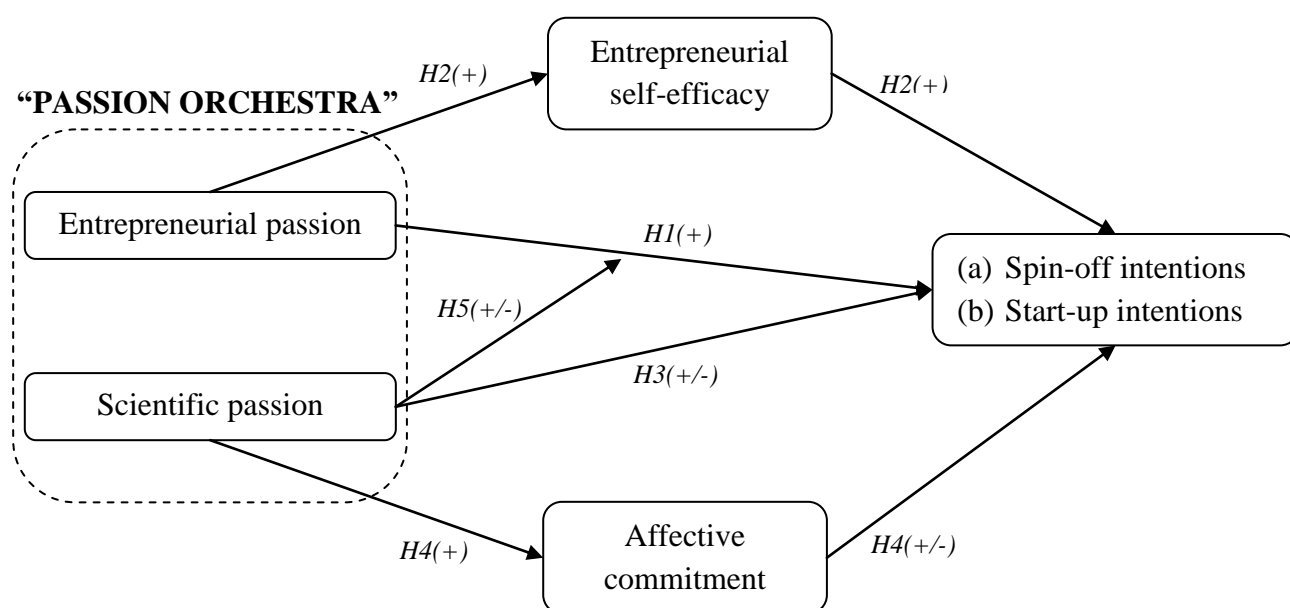 Entrepreneurial
self-efficacy
H2(+)
H2(+)
“PASSION ORCHESTRA”
Entrepreneurial passion
H1(+)
(a) Spin-off intentions
(b) Start-up intentions
H5(+/-)
H3(+/-)
Scientific passion
H4(+)
Affective
commitment
H4(+/-)